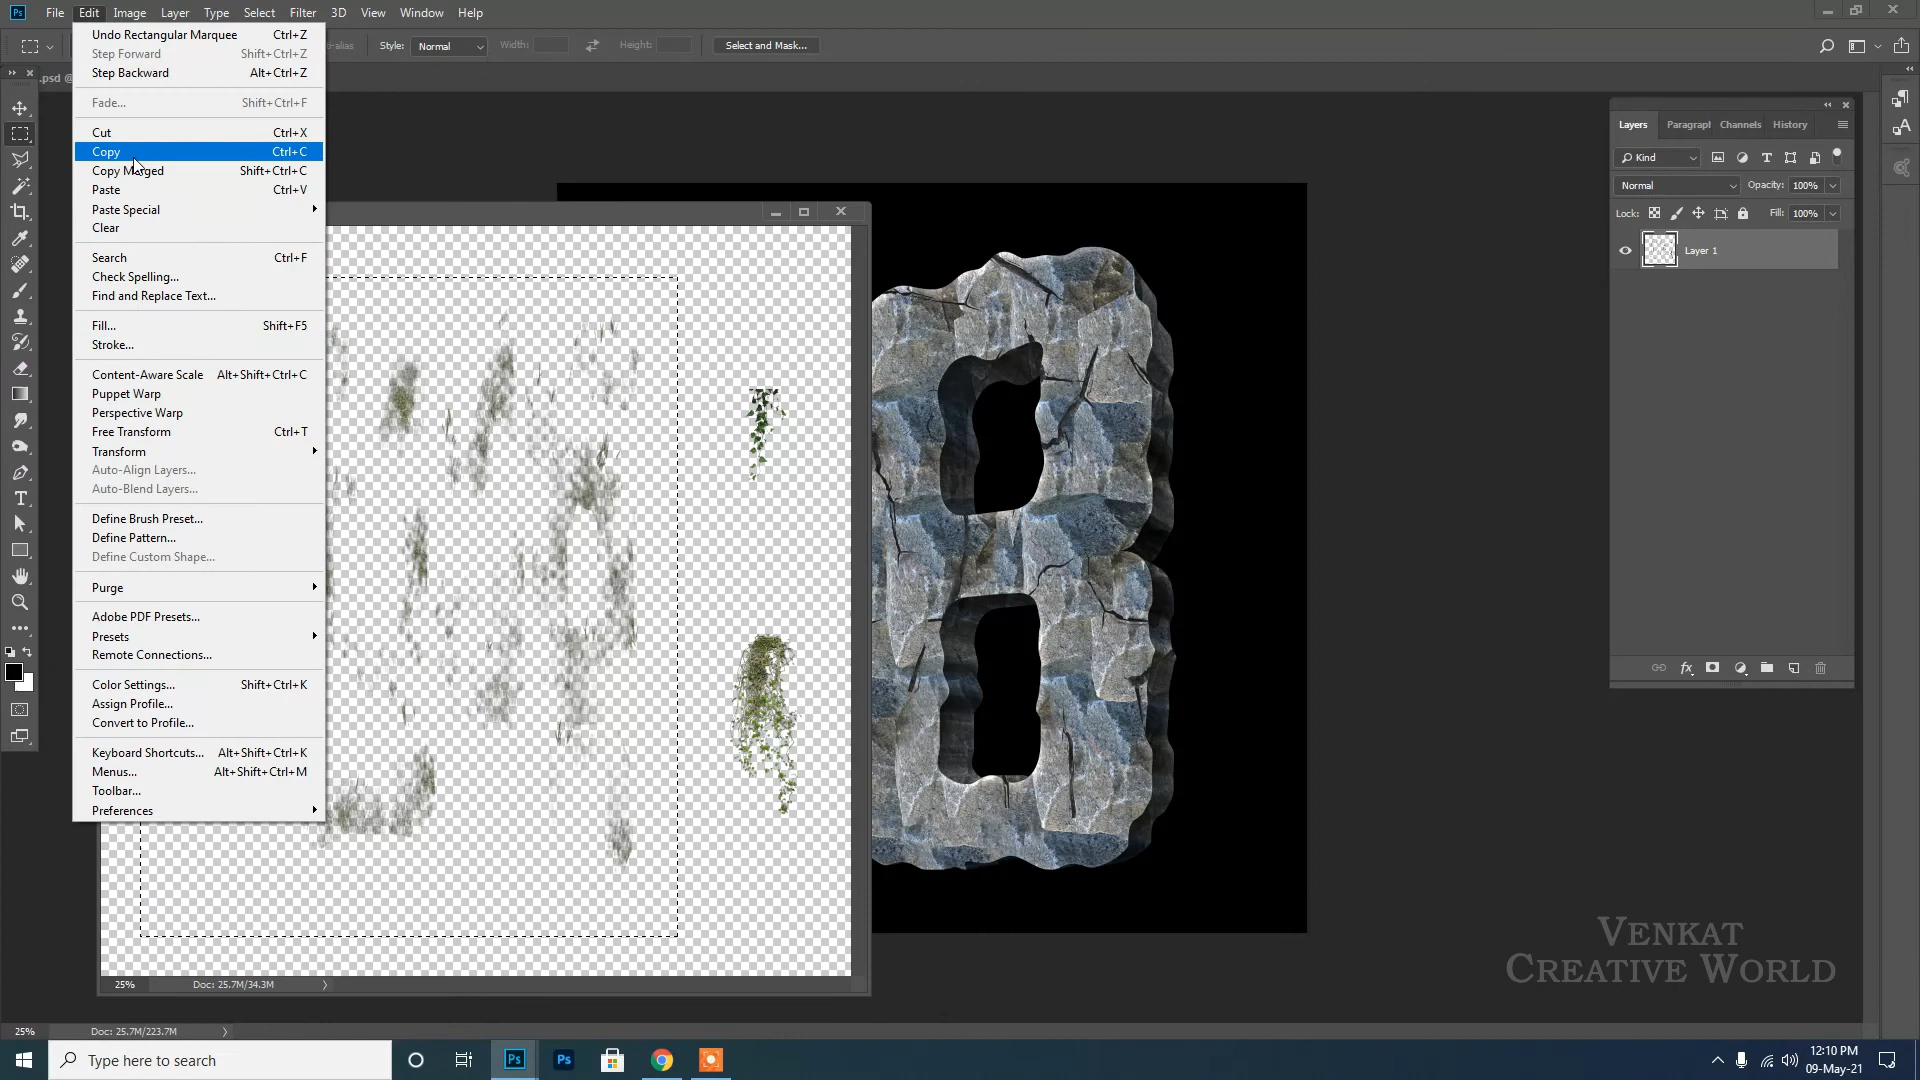 Ps File Edit Image Layer Type Select Filter 3D View Window Help
Style: Normal Width: Height: Select and Mask...
.psd @
Undo Rectangular Marquee Ctrl+Z
Step Forward Shift+Ctrl+Z
Step Backward Alt+Ctrl+Z
Fade... Shift+Ctrl+F
Cut Ctrl+X
Copy Ctrl+C
Copy Merged Shift+Ctrl+C
Paste Ctrl+V
Paste Special
Clear
Search Ctrl+F
Check Spelling...
Find and Replace Text...
Fill... Shift+F5
Stroke...
Content-Aware Scale Alt+Shift+Ctrl+C
Puppet Warp
Perspective Warp
Free Transform Ctrl+T
Transform
Auto-Align Layers...
Auto-Blend Layers...
Define Brush Preset...
Define Pattern...
Define Custom Shape...
Purge
Adobe PDF Presets...
Presets
Remote Connections...
Color Settings... Shift+Ctrl+K
Assign Profile...
Convert to Profile...
Keyboard Shortcuts... Alt+Shift+Ctrl+K
Menus... Alt+Shift+Ctrl+M
Toolbar...
Preferences
Layers Paragraph Channels History
Kind
Normal Opacity: 100%
Lock: Fill: 100%
Layer 1
fx
B
25% Doc: 25.7M/34.3M
VENKAT
CREATIVE WORLD
25% Doc: 25.7M/223.7M
Type here to search
Ps Ps
12:10 PM
09-May-21